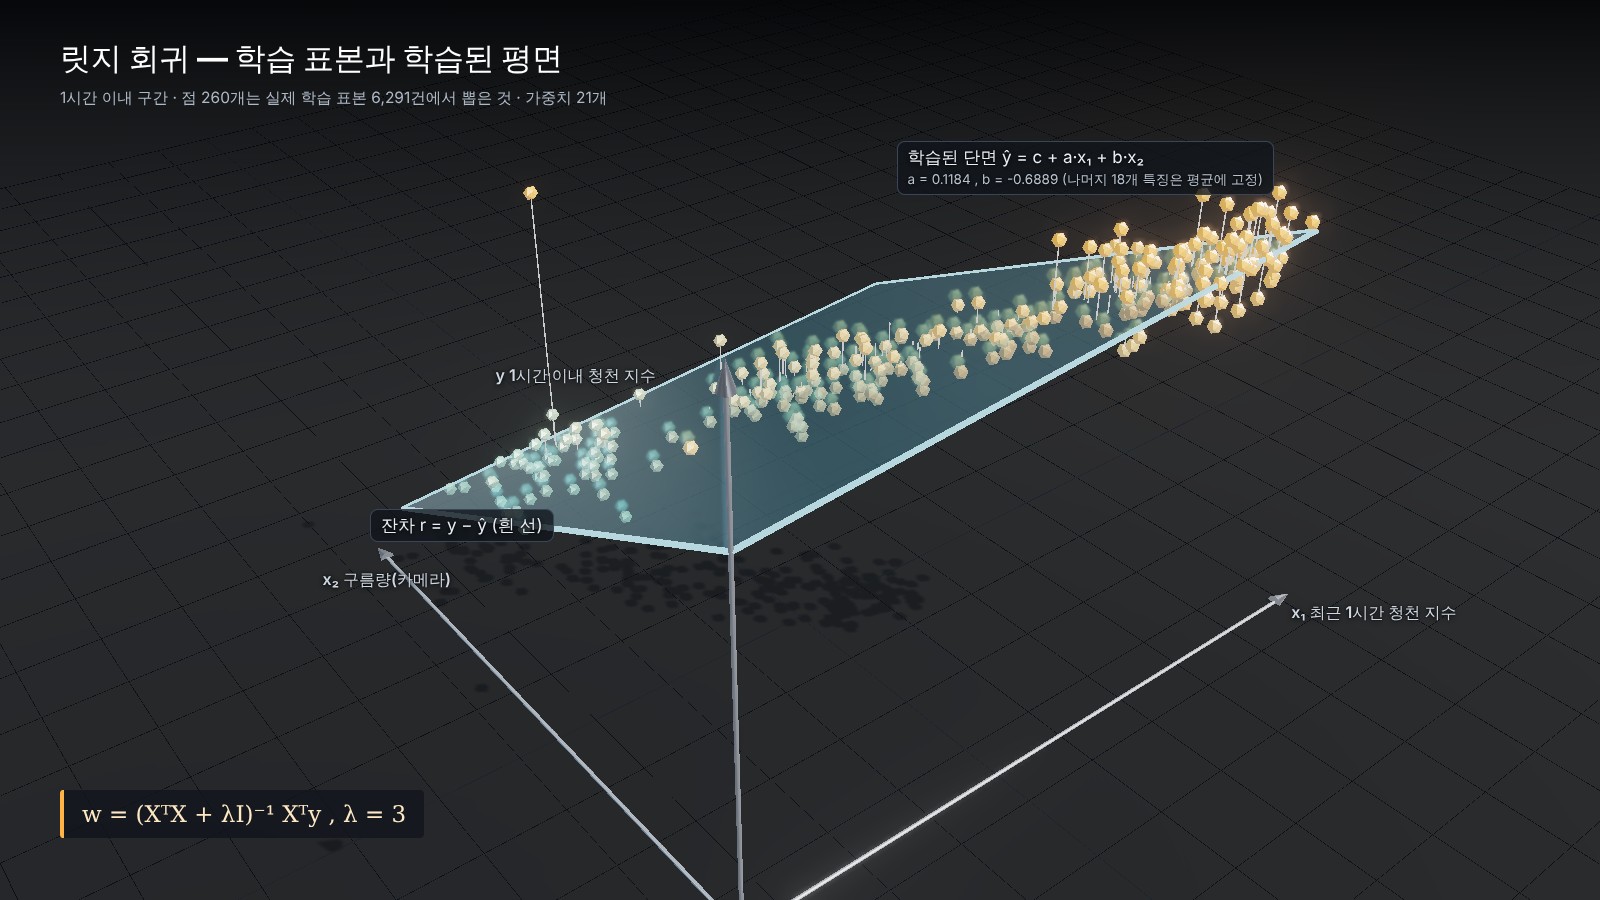 릿지 회귀 — 학습 표본과 학습된 평면
1시간 이내 구간 · 점 260개는 실제 학습 표본 6,291건에서 뽑은 것 · 가중치 21개
학습된 단면 ŷ = c + a·x₁ + b·x₂
a = 0.1184 , b = -0.6889 (나머지 18개 특징은 평균에 고정)
y 1시간 이내 청천 지수
잔차 r = y − ŷ (흰 선)
x₂ 구름량(카메라)
x₁ 최근 1시간 청천 지수
w = (XᵀX + λI)⁻¹ Xᵀy , λ = 3